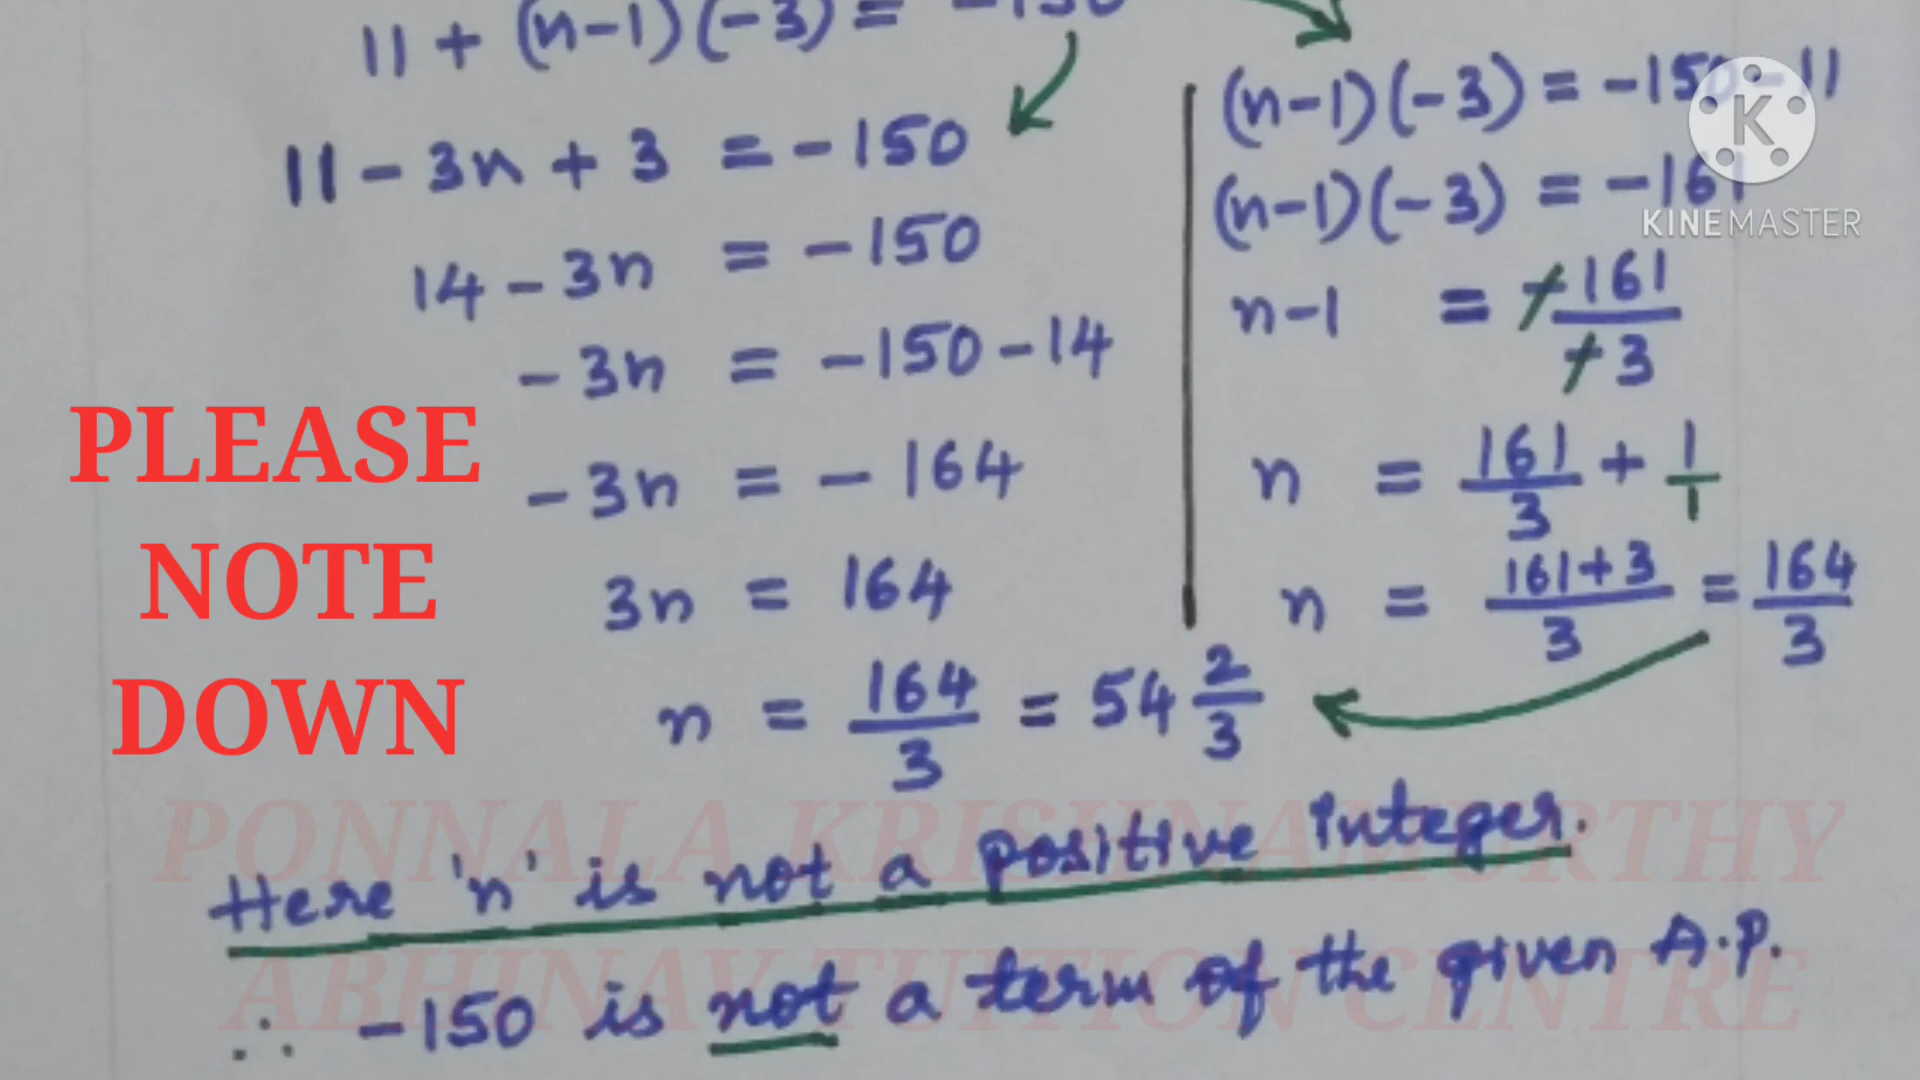 11 + (n-1)(-3) = -150
11 - 3n + 3 = -150
14 - 3n = -150
-3n = -150 - 14
-3n = - 164
3n = 164
n = 164/3 = 54 2/3
(n-1)(-3) = -150-11
(n-1)(-3) = -161
n-1 = -161/-3
n = 161/3 + 1/1
n = 161+3/3 = 164/3
Here 'n' is not a positive integer.
∴ -150 is not a term of the given A.P.
PLEASE
NOTE
DOWN
K
KINEMASTER
PONNALA KRISHNAMURTHY
ABHINAV TUITION CENTRE